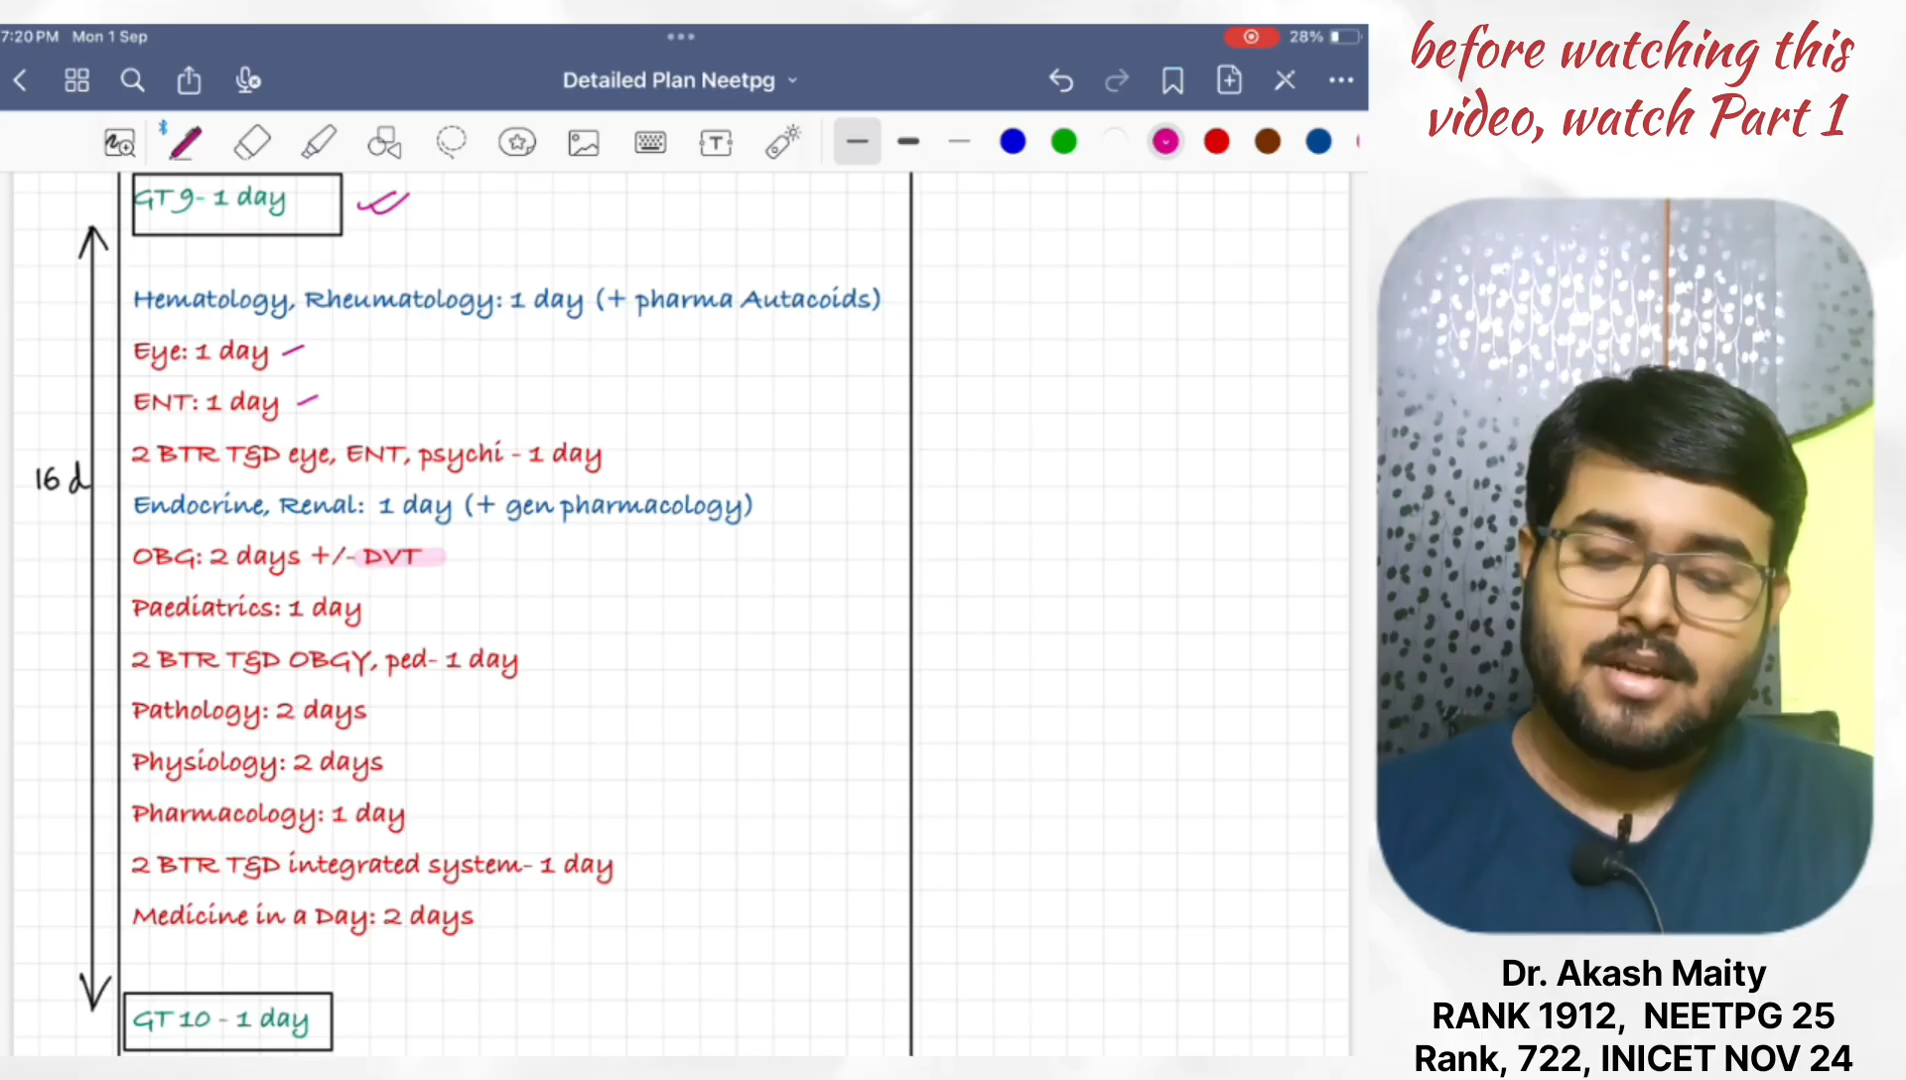 7:20 PM Mon 1 Sep
28%
Detailed Plan Neetpg
before watching this
video, watch Part 1
GT 9- 1 day
Hematology, Rheumatology: 1 day (+ pharma Autacoids)
Eye: 1 day
ENT: 1 day
2 BTR T&D eye, ENT, psychi - 1 day
16 d
Endocrine, Renal: 1 day (+ gen pharmacology)
OBG: 2 days +/- DVT
Paediatrics: 1 day
2 BTR T&D OBGY, ped- 1 day
Pathology: 2 days
Physiology: 2 days
Pharmacology: 1 day
2 BTR T&D integrated system- 1 day
Medicine in a Day: 2 days
GT 10 - 1 day
Dr. Akash Maity
RANK 1912, NEETPG 25
Rank, 722, INICET NOV 24